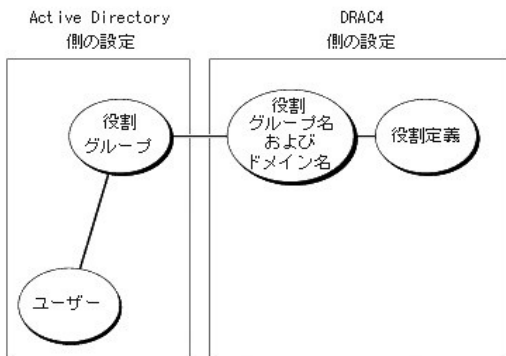 Active Directory
側の設定
DRAC4
側の設定
役割
グループ
役割
グループ名
および
ドメイン名
役割定義
ユーザー